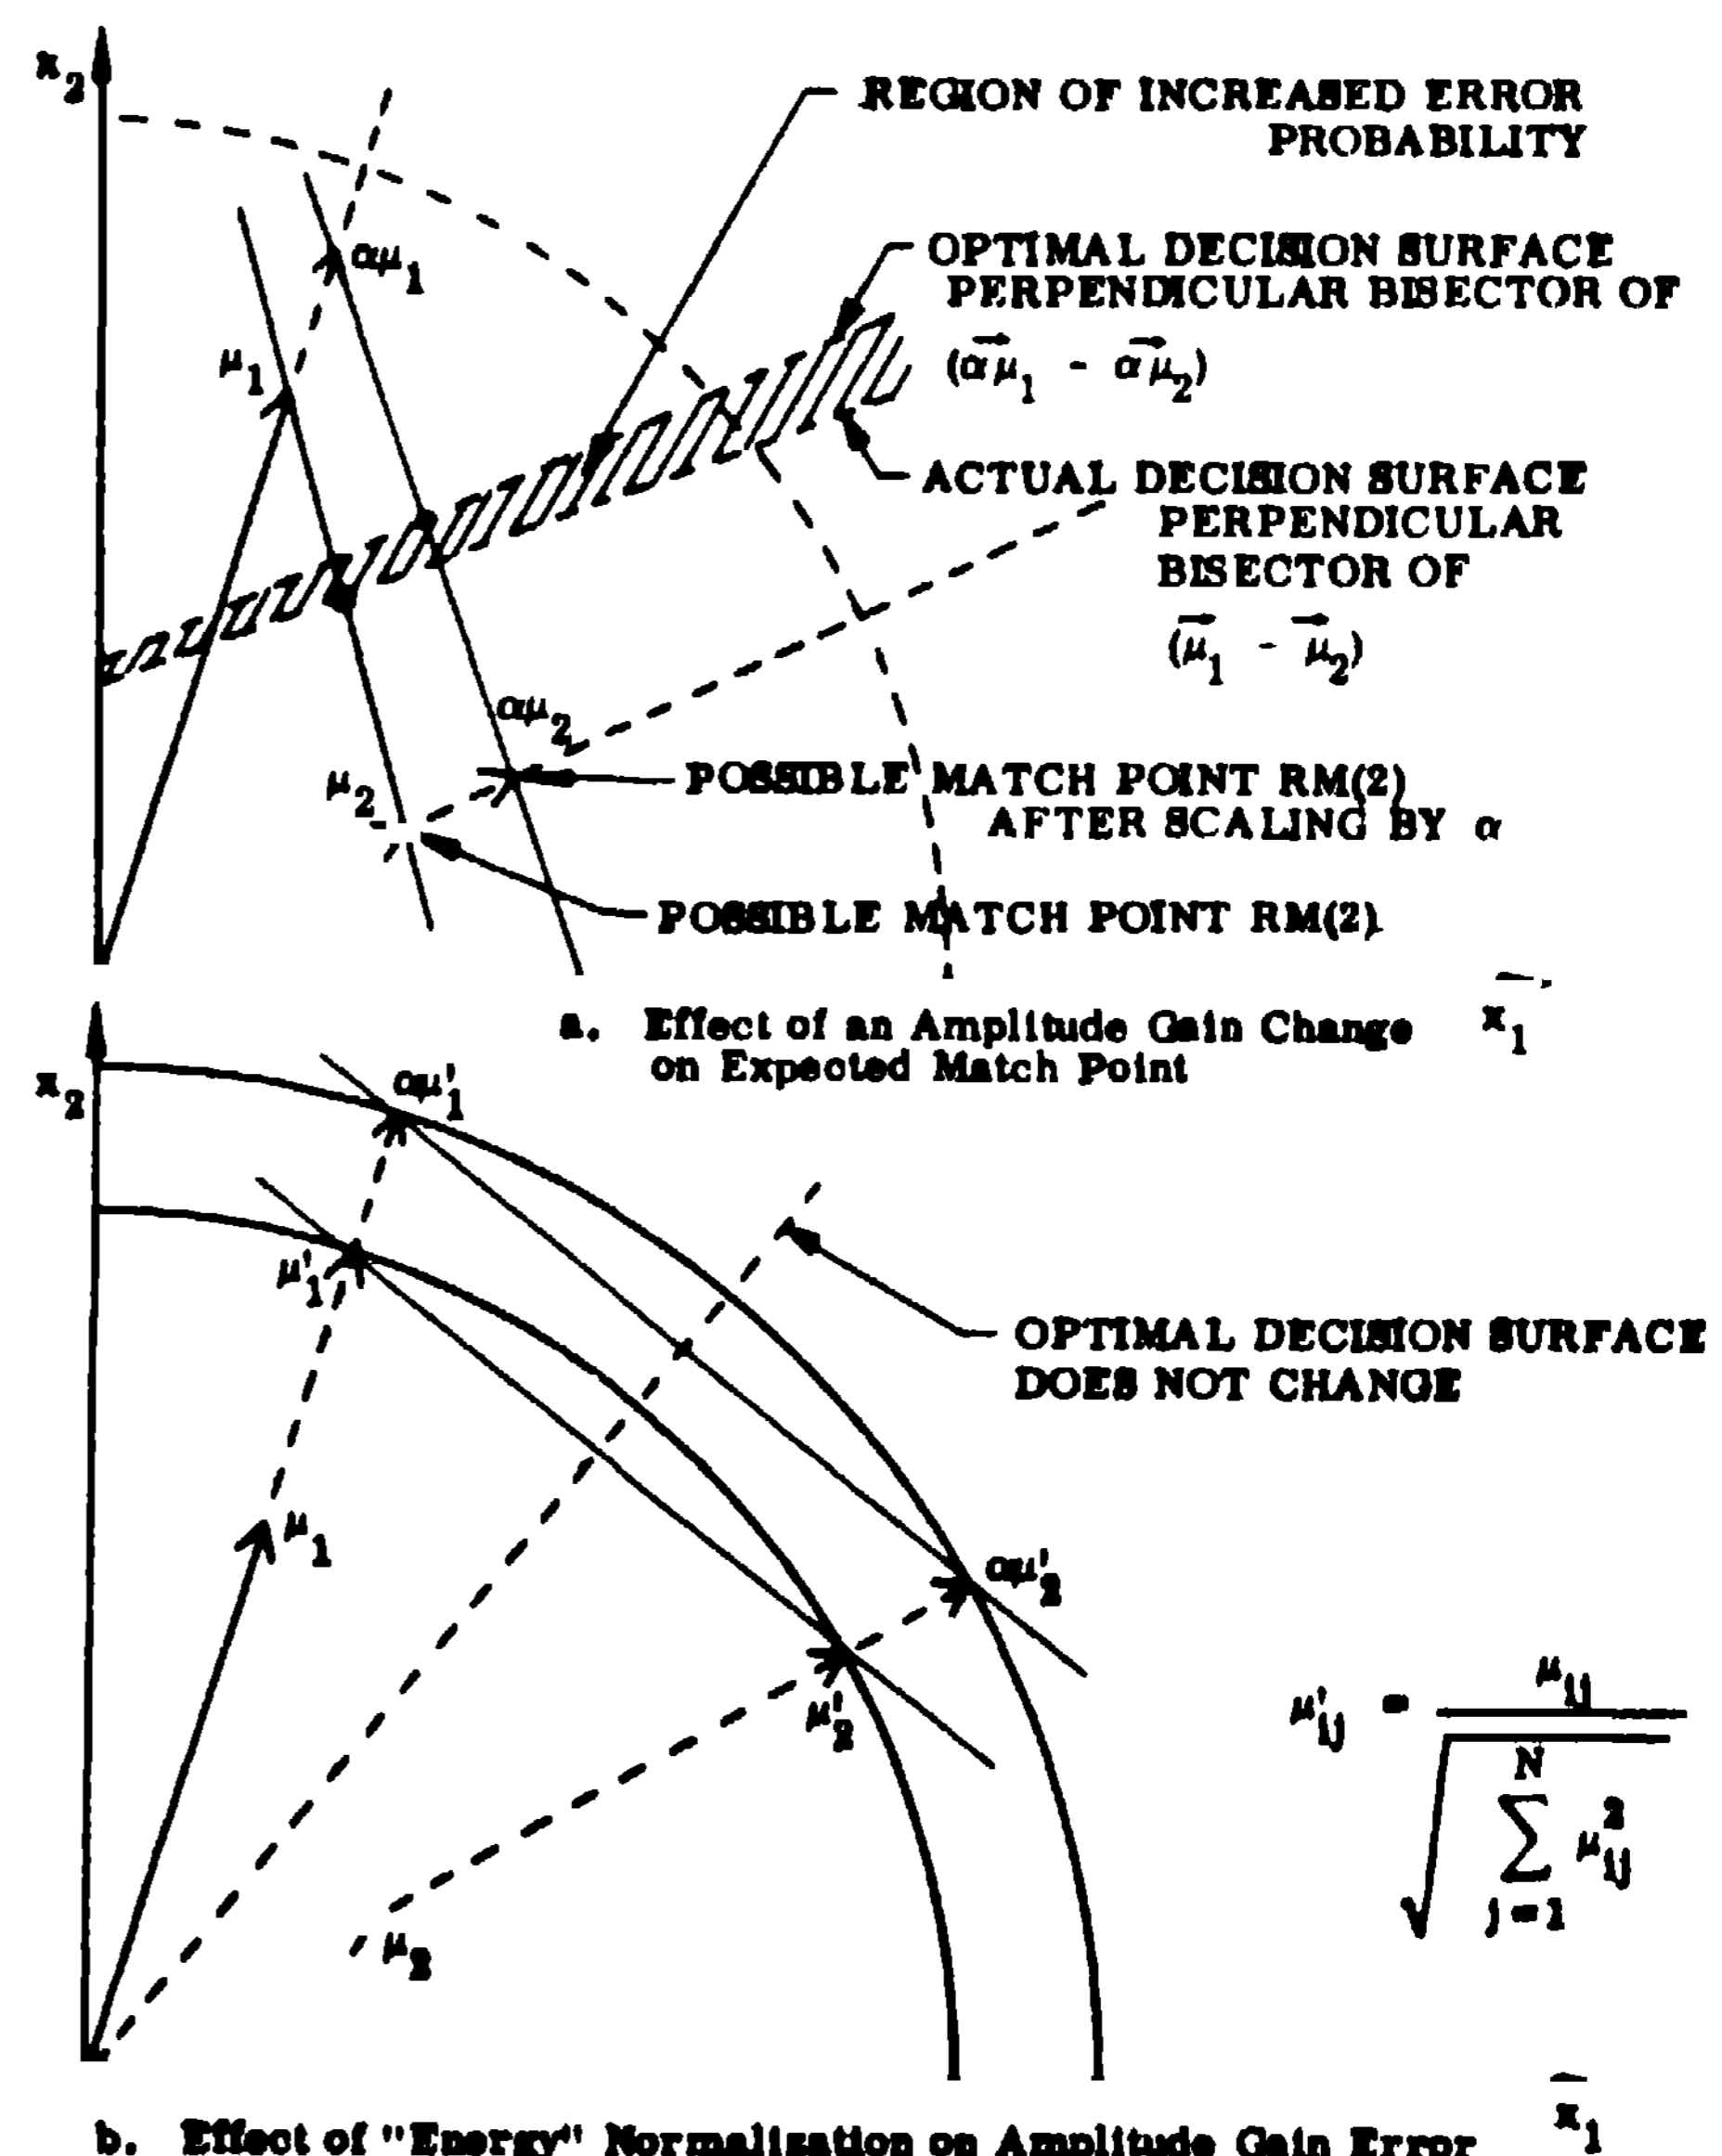 x₂
REGION OF INCREASED ERROR
PROBABILITY
αμ₁
OPTIMAL DECISION SURFACE
PERPENDICULAR BISECTOR OF
(αμ₁ - αμ₂)
μ₁
ACTUAL DECISION SURFACE
PERPENDICULAR
BISECTOR OF
(μ₁ - μ₂)
αμ₂
μ₂
POSSIBLE MATCH POINT RM(2)
AFTER SCALING BY α
POSSIBLE MATCH POINT RM(2)
x₁
a. Effect of an Amplitude Gain Change
on Expected Match Point
x₂
αμ'₁
μ'₁
OPTIMAL DECISION SURFACE
DOES NOT CHANGE
μ₁
αμ'₂
μ'₂
μ'ij = μij / √ N Σ j=1 μ²ij
μ₂
x₁
b. Effect of "Energy" Normalization on Amplitude Gain Error